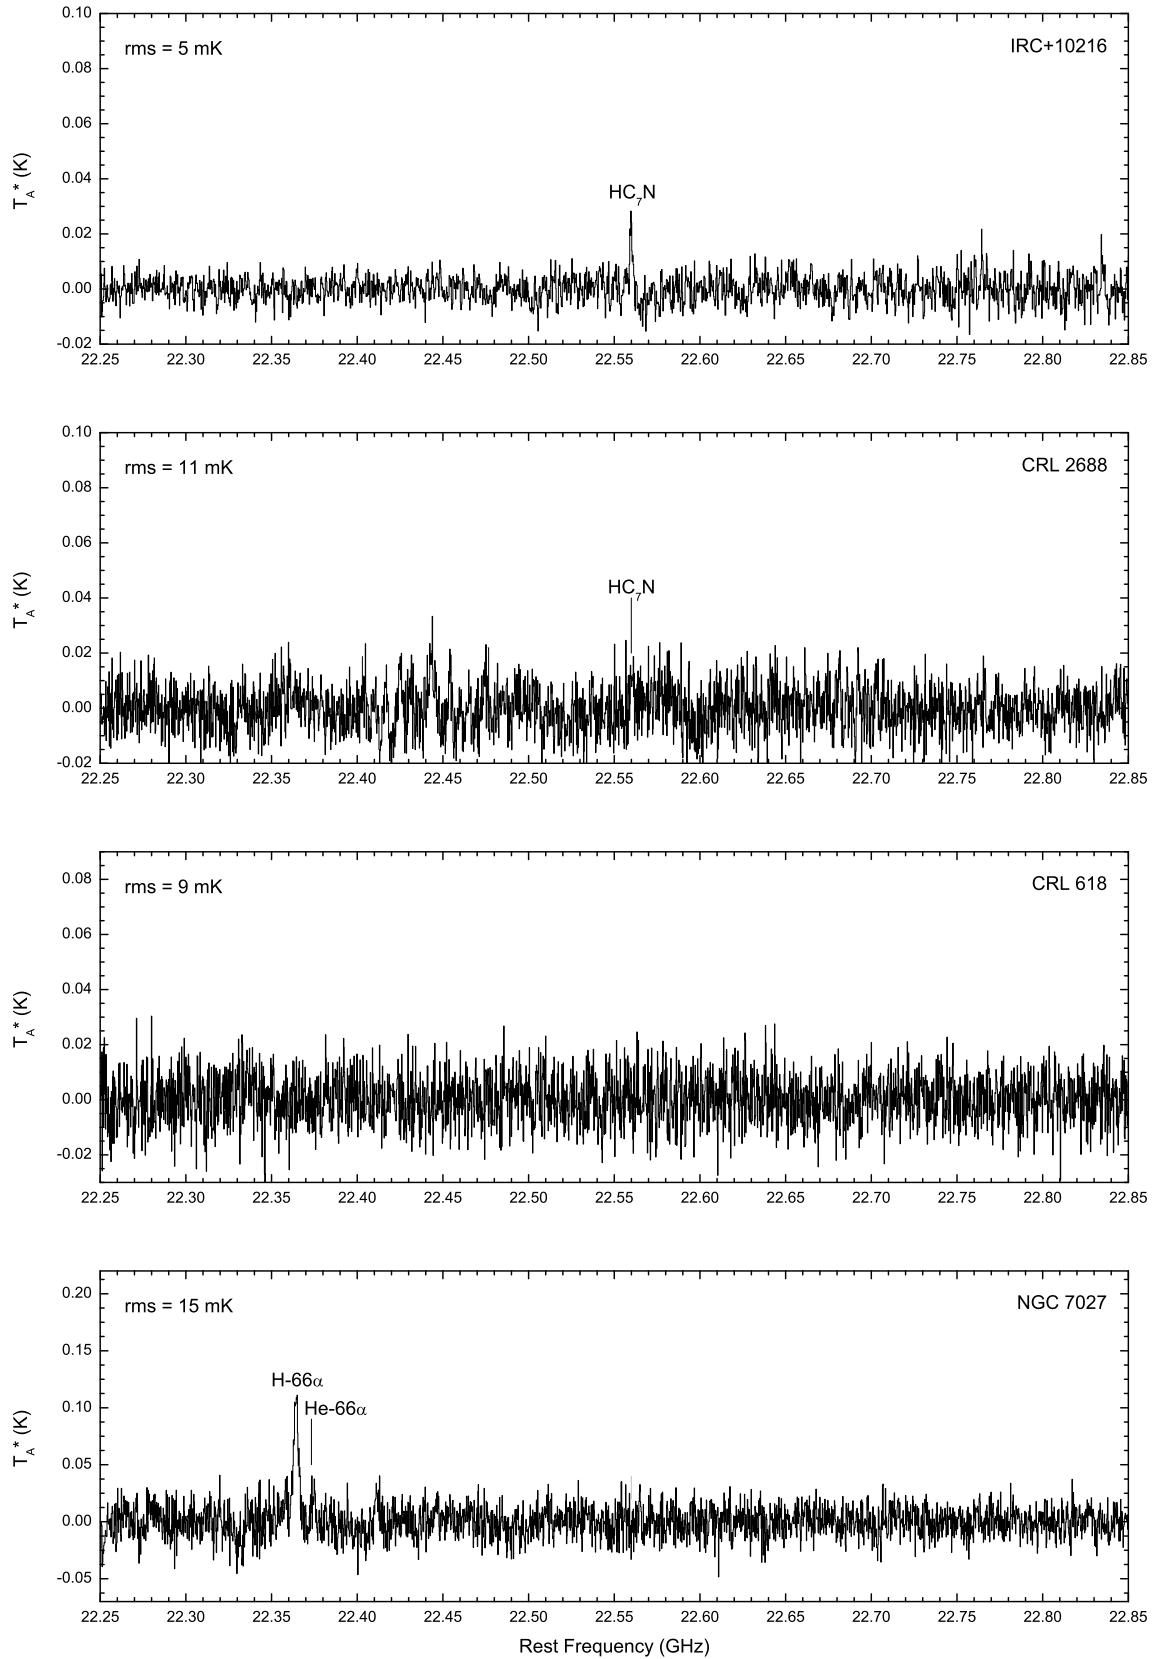 0.10
rms = 5 mK
IRC+10216
0.08
0.06
0.04
HC7N
0.02
0.00
-0.02
T_A* (K)
22.25 22.30 22.35 22.40 22.45 22.50 22.55 22.60 22.65 22.70 22.75 22.80 22.85
0.10
rms = 11 mK
CRL 2688
0.08
0.06
0.04
HC7N
0.02
0.00
-0.02
T_A* (K)
22.25 22.30 22.35 22.40 22.45 22.50 22.55 22.60 22.65 22.70 22.75 22.80 22.85
rms = 9 mK
CRL 618
0.08
0.06
0.04
0.02
0.00
-0.02
T_A* (K)
22.25 22.30 22.35 22.40 22.45 22.50 22.55 22.60 22.65 22.70 22.75 22.80 22.85
rms = 15 mK
NGC 7027
0.20
0.15
H-66α
0.10
He-66α
0.05
0.00
-0.05
T_A* (K)
22.25 22.30 22.35 22.40 22.45 22.50 22.55 22.60 22.65 22.70 22.75 22.80 22.85
Rest Frequency (GHz)